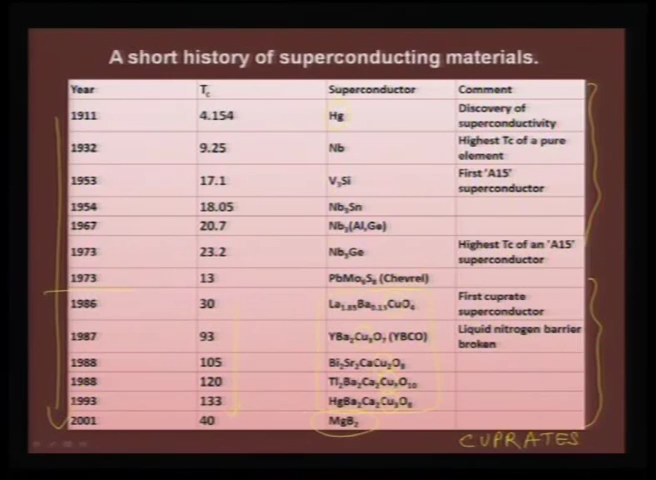 A short history of superconducting materials.
Year Tc Superconductor Comment
1911 4.154 Hg Discovery of superconductivity
1932 9.25 Nb Highest Tc of a pure element
1953 17.1 V3Si First 'A15' superconductor
1954 18.05 Nb3Sn
1967 20.7 Nb3(Al,Ge)
1973 23.2 Nb3Ge Highest Tc of an 'A15' superconductor
1973 13 PbMo6S8 (Chevrel)
1986 30 La1.85Ba0.15CuO4 First cuprate superconductor
1987 93 YBa2Cu3O7 (YBCO) Liquid nitrogen barrier broken
1988 105 Bi2Sr2CaCu2O8
1988 120 Tl2Ba2Ca2Cu3O10
1993 133 HgBa2Ca2Cu3O8
2001 40 MgB2
CUPRATES